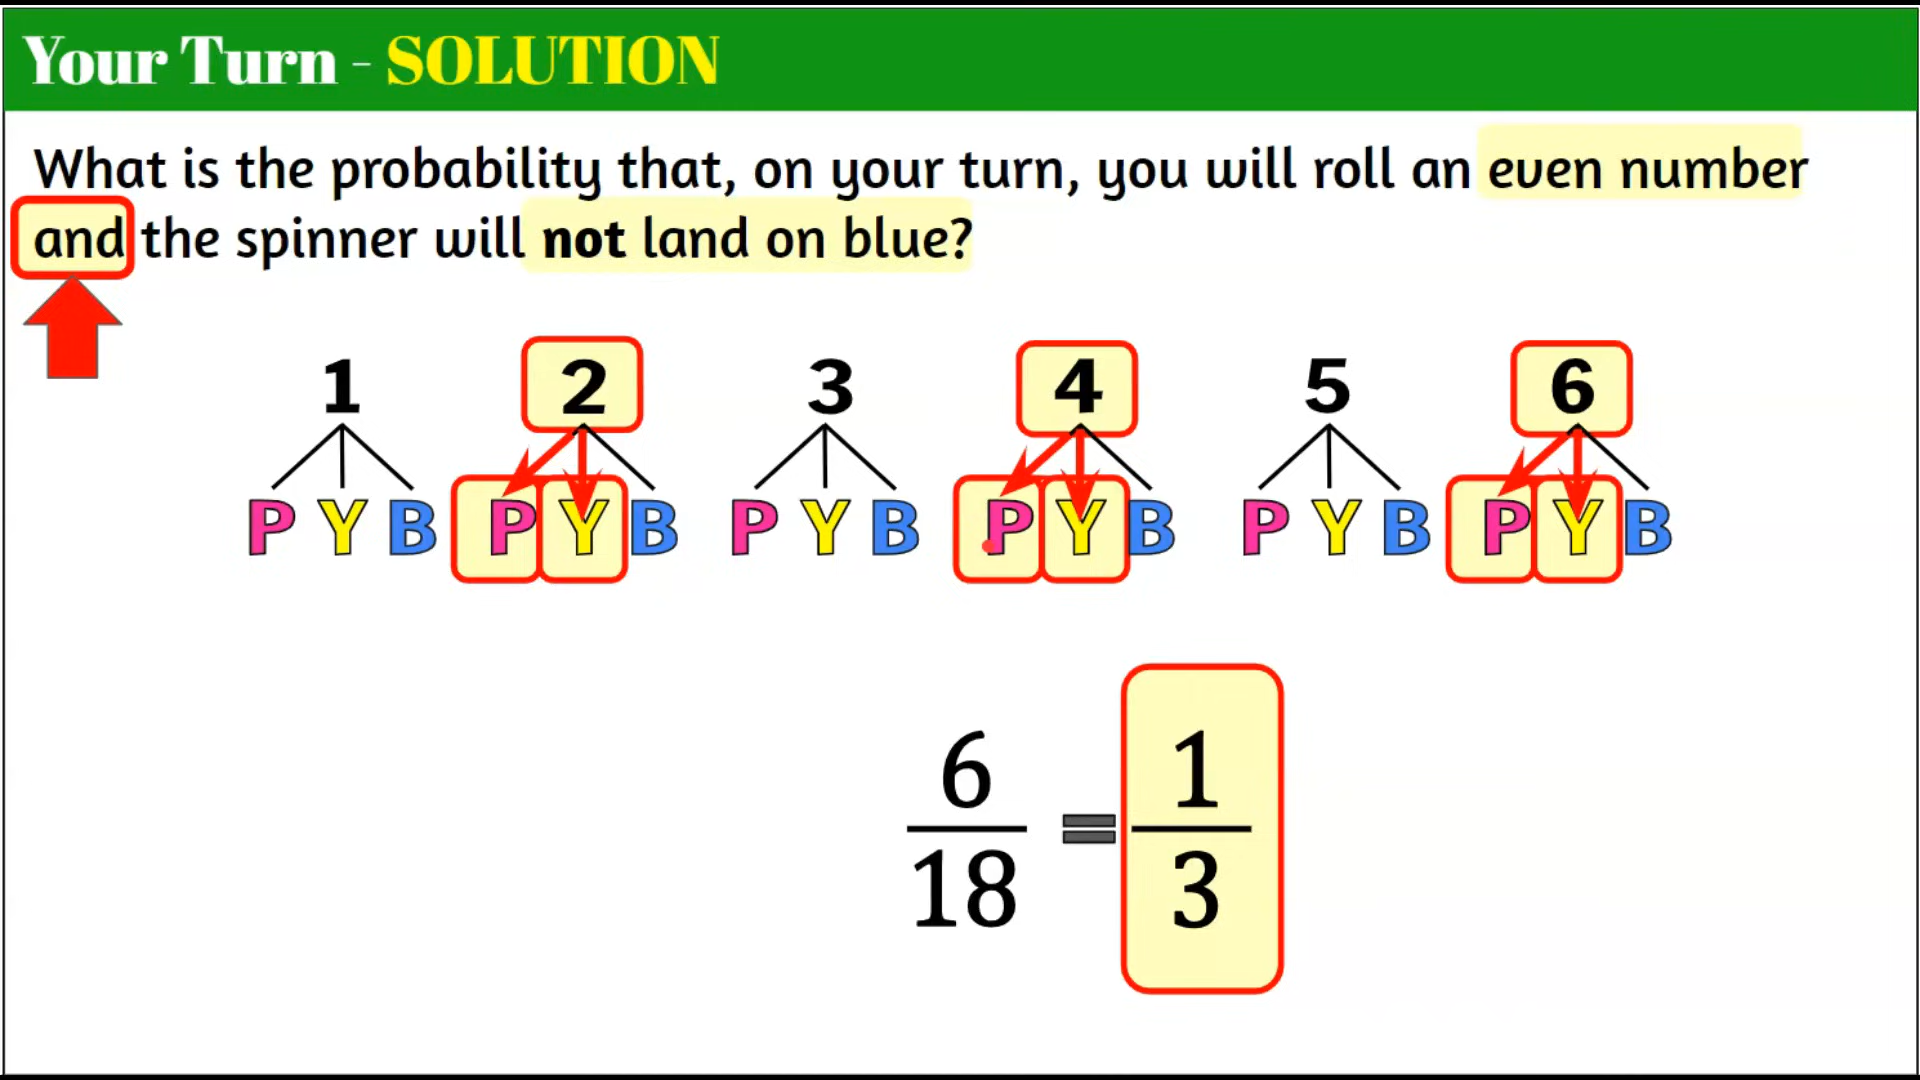 Your Turn - SOLUTION
What is the probability that, on your turn, you will roll an even number
and the spinner will not land on blue?
1 2 3 4 5 6
P Y B P Y B P Y B P Y B P Y B P Y B
6/18 = 1/3